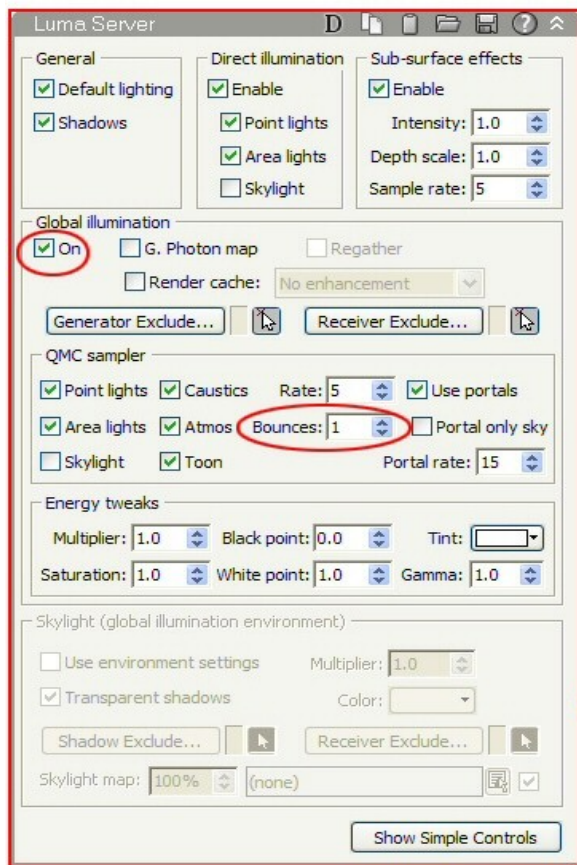 Luma Server D
General
Default lighting
Shadows
Direct illumination
Enable
Point lights
Area lights
Skylight
Sub-surface effects
Enable
Intensity: 1.0
Depth scale: 1.0
Sample rate: 5
Global illumination
On G. Photon map Regather
Render cache: No enhancement
Generator Exclude... Receiver Exclude...
QMC sampler
Point lights Caustics Rate: 5 Use portals
Area lights Atmos Bounces: 1 Portal only sky
Skylight Toon Portal rate: 15
Energy tweaks
Multiplier: 1.0 Black point: 0.0 Tint:
Saturation: 1.0 White point: 1.0 Gamma: 1.0
Skylight (global illumination environment)
Use environment settings Multiplier: 1.0
Transparent shadows Color:
Shadow Exclude... Receiver Exclude...
Skylight map: 100% (none)
Show Simple Controls